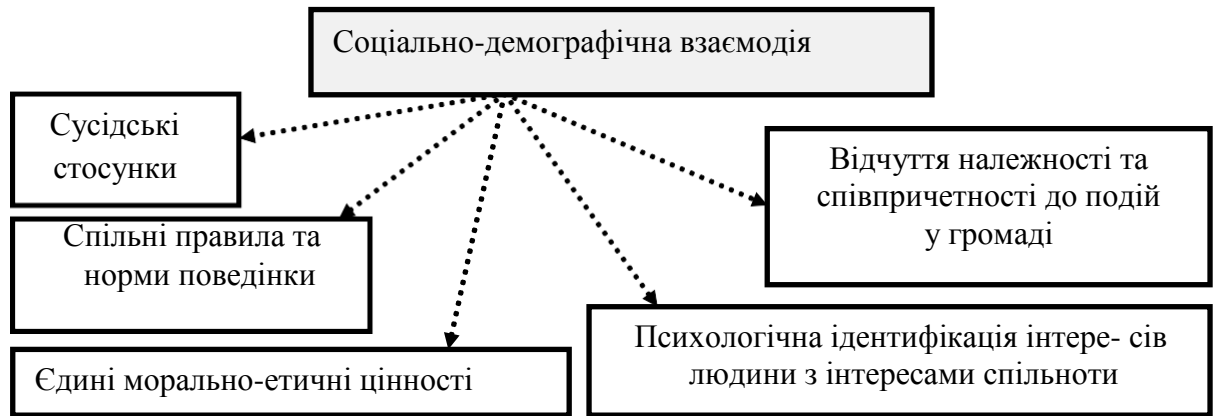 Соціально-демографічна взаємодія
Сусідські
стосунки
Спільні правила та
норми поведінки
Єдині морально-етичні цінності
Відчуття належності та
співпричетності до подій
у громаді
Психологічна ідентифікація інтере- сів
людини з інтересами спільноти